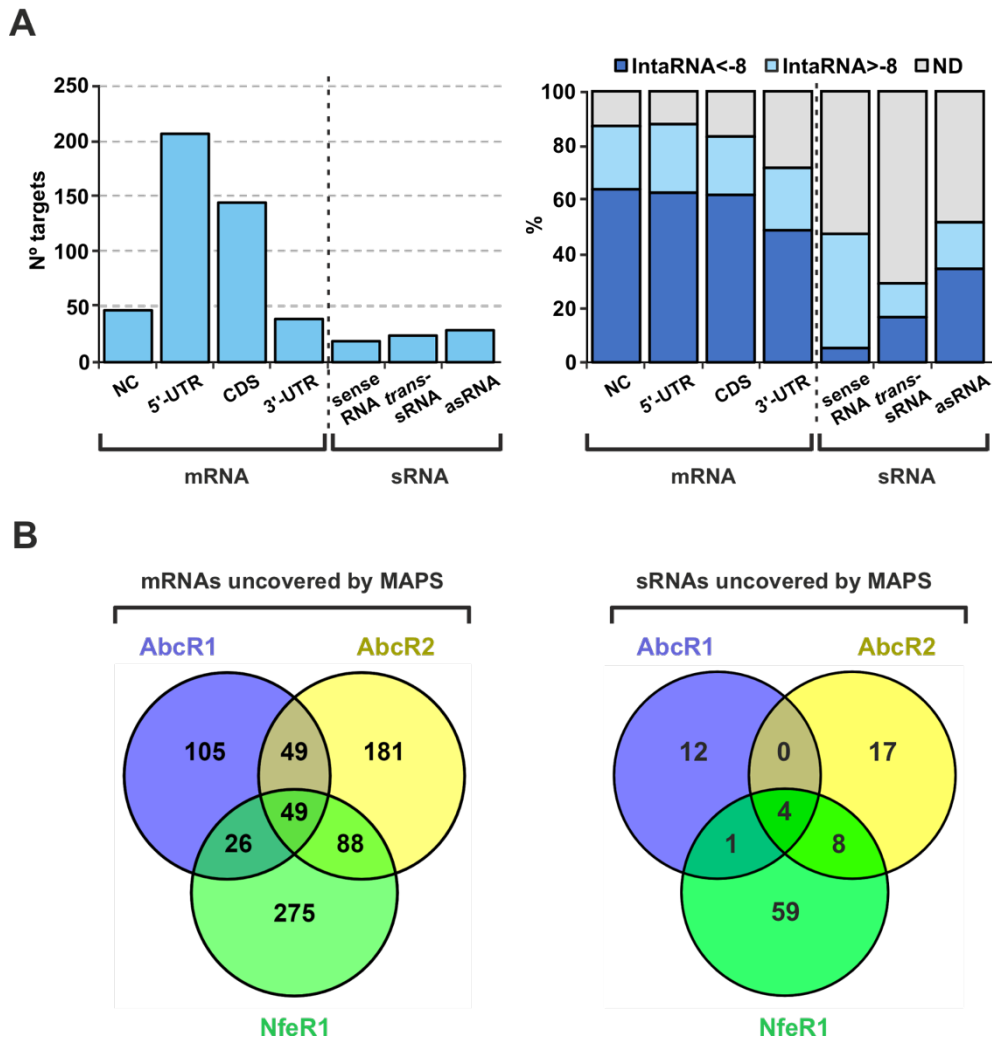 A
IntaRNA<-8 IntaRNA>-8 ND
Nº targets
250
200
150
100
50
0
NC 5'-UTR CDS 3'-UTR sense RNA trans-sRNA asRNA
mRNA sRNA
%
100
80
60
40
20
0
NC 5'-UTR CDS 3'-UTR sense RNA trans-sRNA asRNA
mRNA sRNA
B
mRNAs uncovered by MAPS
AbcR1 AbcR2
105 49 181
49
26 88
275
NfeR1
sRNAs uncovered by MAPS
AbcR1 AbcR2
12 0 17
4
1 8
59
NfeR1